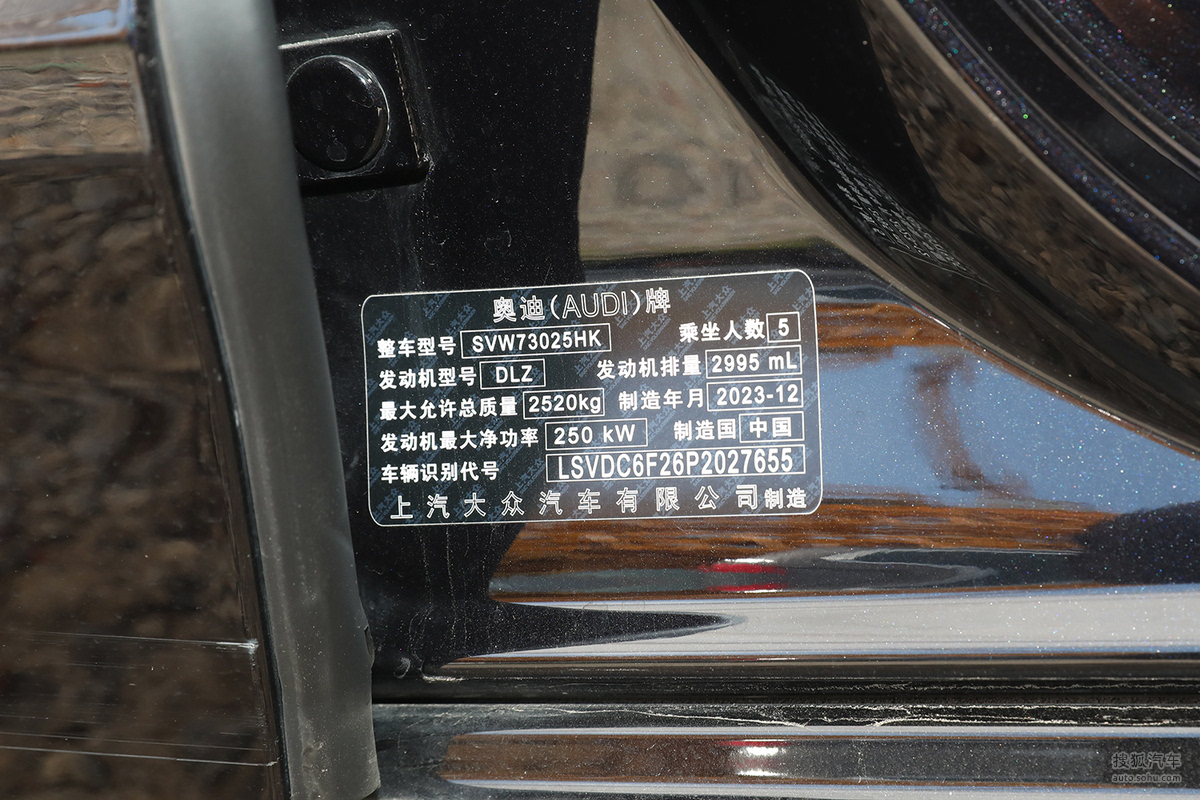 奥迪(AUDI)牌
整车型号 SVW73025HK 乘坐人数 5
发动机型号 DLZ 发动机排量 2995 mL
最大允许总质量 2520kg 制造年月 2023-12
发动机最大净功率 250 kW 制造国 中国
车辆识别代号 LSVDC6F26P2027655
上汽大众汽车有限公司制造
搜狐汽车
auto.sohu.com